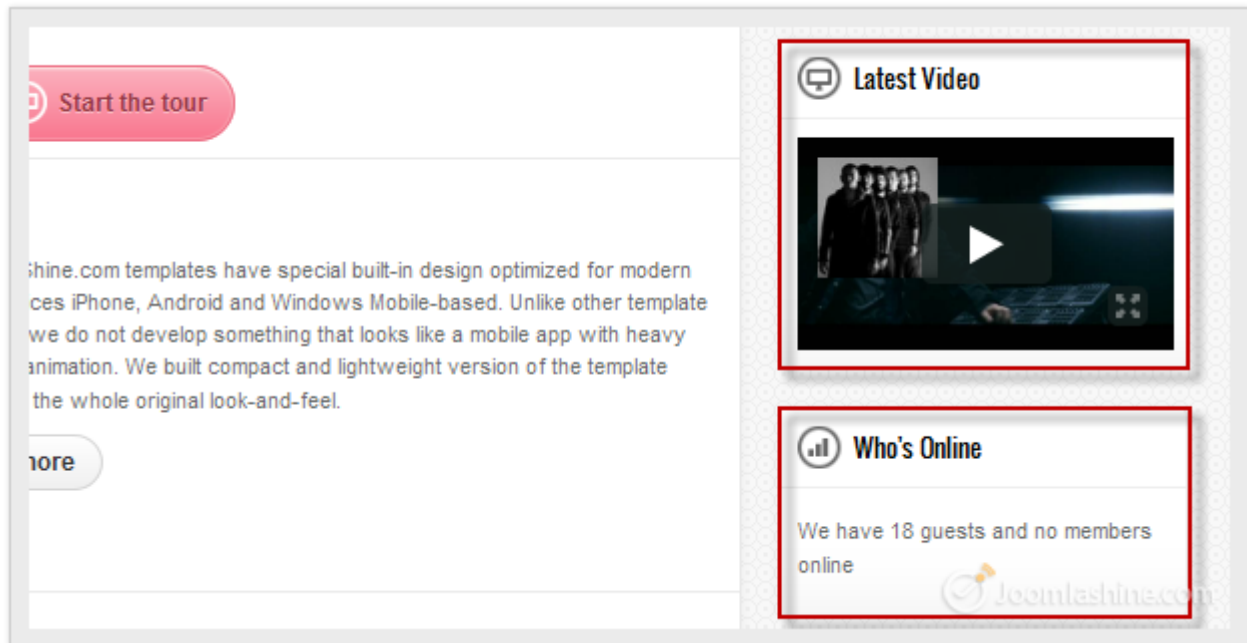 Start the tour
Shine.com templates have special built-in design optimized for modern
ces iPhone, Android and Windows Mobile-based. Unlike other template
we do not develop something that looks like a mobile app with heavy
animation. We built compact and lightweight version of the template
the whole original look-and-feel.
nore
Latest Video
Who's Online
We have 18 guests and no members
online
Joomlashine.com